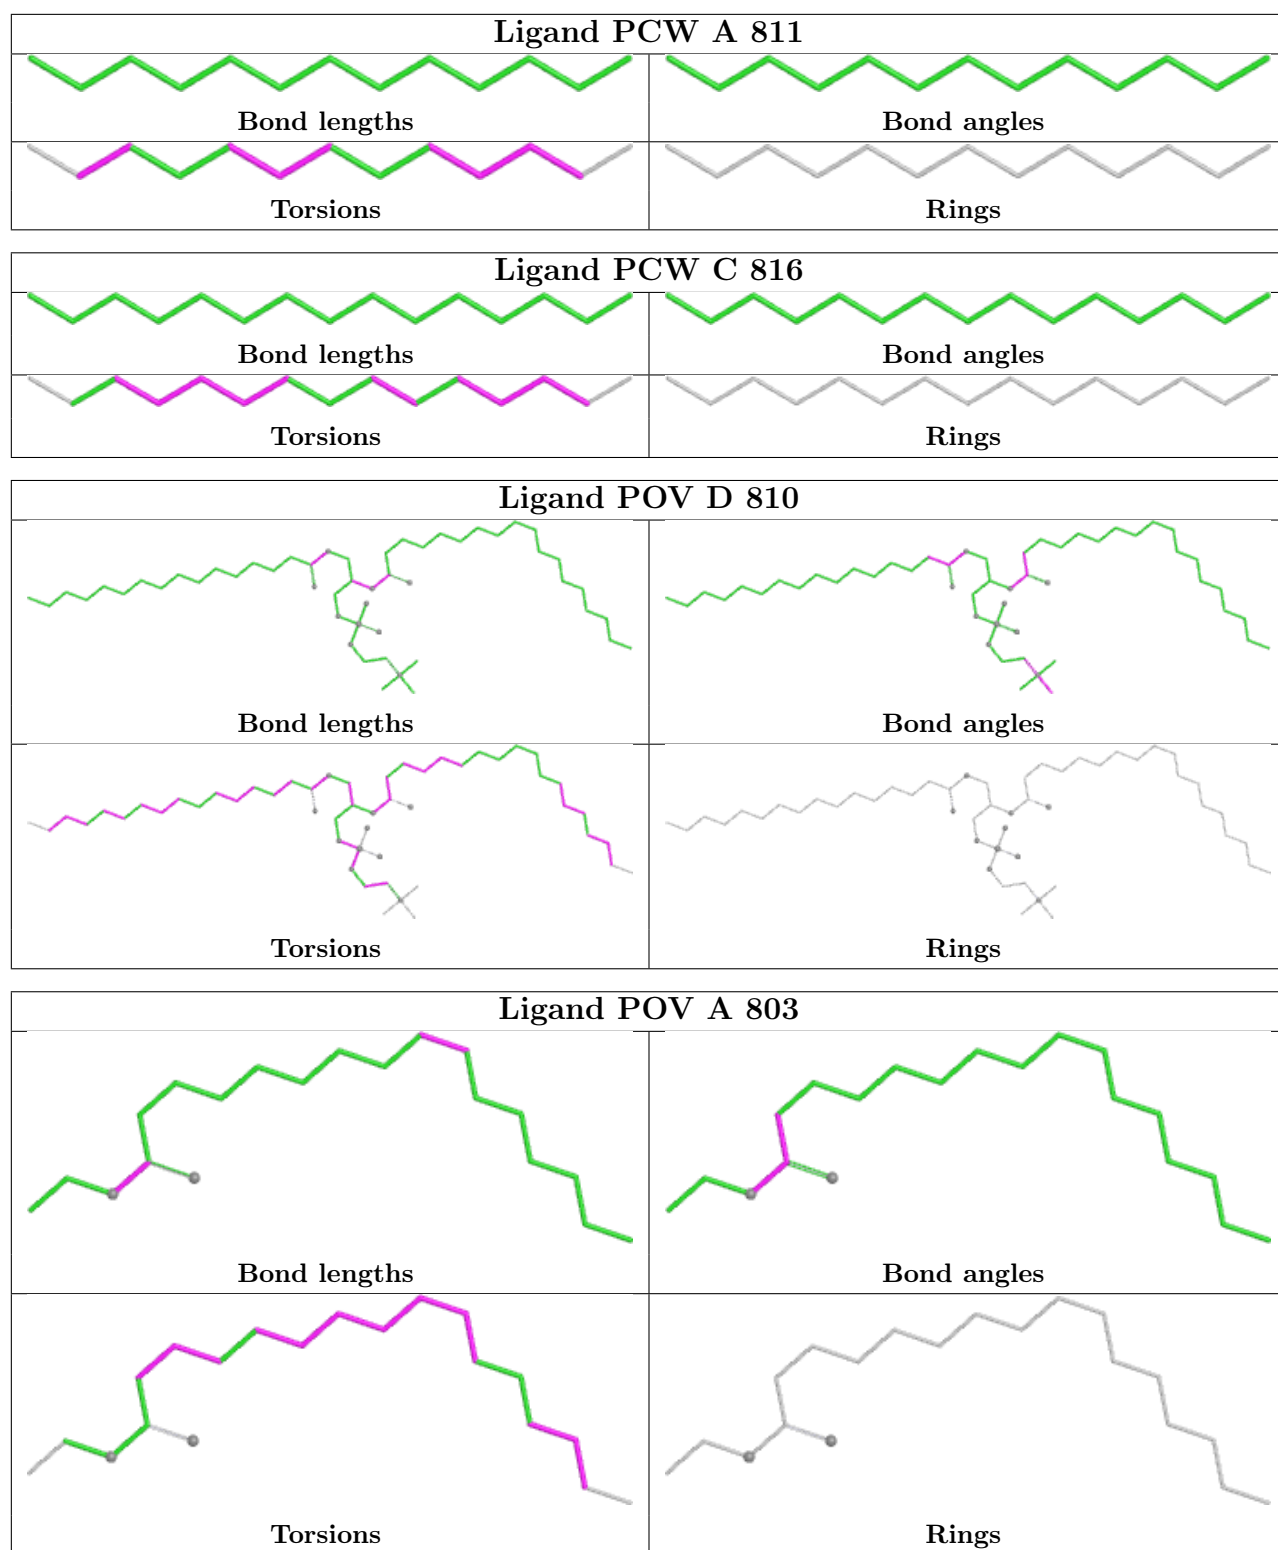 Ligand PCW A 811
Bond lengths Bond angles
Torsions Rings
Ligand PCW C 816
Bond lengths Bond angles
Torsions Rings
Ligand POV D 810
Bond lengths Bond angles
Torsions Rings
Ligand POV A 803
Bond lengths Bond angles
Torsions Rings